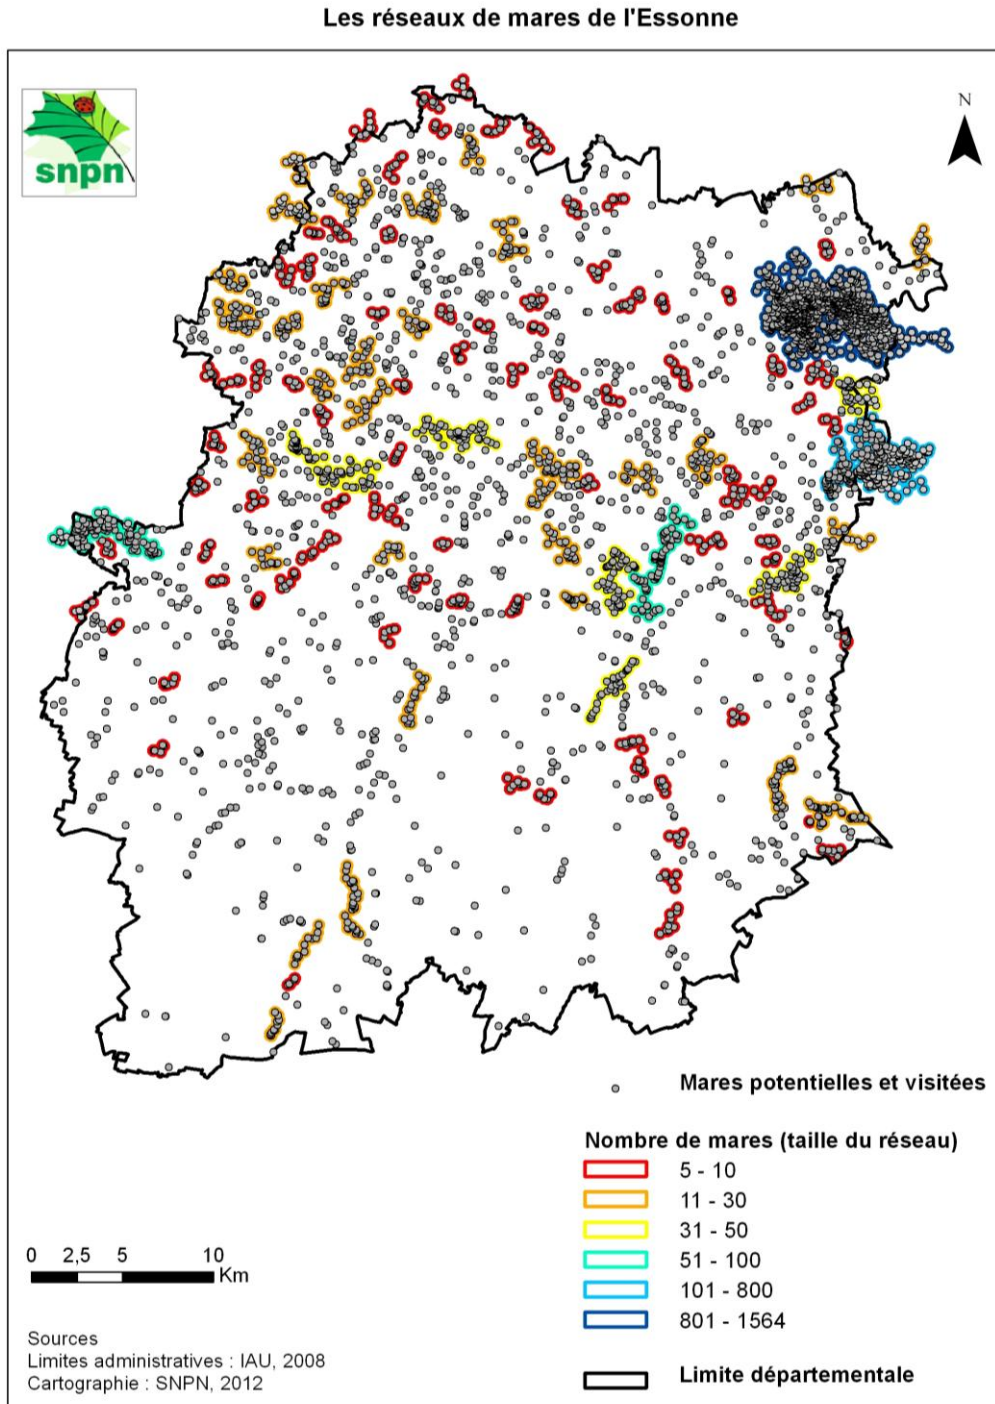 Les réseaux de mares de l'Essonne
snpn
N
Mares potentielles et visitées
Nombre de mares (taille du réseau)
5 - 10
11 - 30
31 - 50
51 - 100
101 - 800
801 - 1564
Limite départementale
0 2,5 5 10
Km
Sources
Limites administratives : IAU, 2008
Cartographie : SNPN, 2012